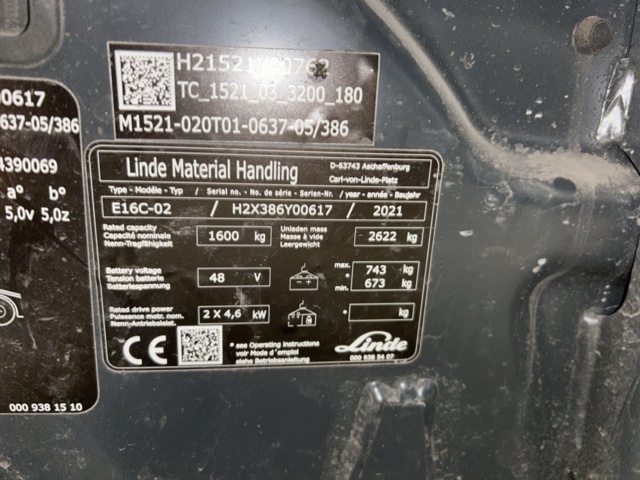 H21521
TC_1521_03_3200_180
M1521-020T01-0637-05/386
00617
0637-05/386
4390069
a° b°
5,0v 5,0z
000 938 15 10
Linde Material Handling
D-63743 Aschaffenburg
Carl-von-Linde-Platz
Type - Modéle - Typ / Serial no. - No. de série - Serien-Nr. / year - année - Baujahr
E16C-02 / H2X386Y00617 / 2021
Rated capacity
Capacité nominale
Nenn-Tragfähigkeit
1600 kg
Unladen mass
Masse à vide
Leergewicht
2622 kg
Battery voltage
Tension batterie
Batteriespannung
48 V
max. 743 kg
min. 673 kg
Rated drive power
Puissance motr. nom.
Nenn-Antriebsleist.
2 X 4,6 kW
* kg
CE
* see Operating instructions
voir Mode d'emploi
siehe Betriebsanleitung
Linde
000 938 54 07